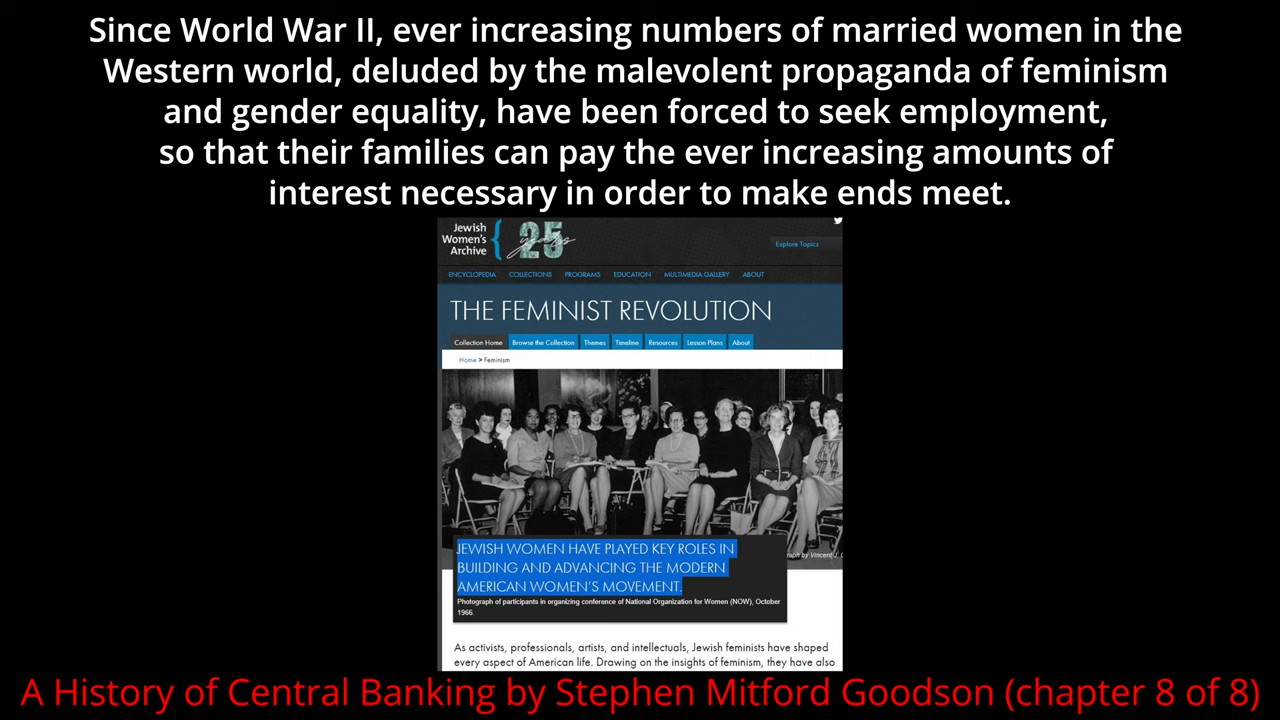 Since World War II, ever increasing numbers of married women in the
Western world, deluded by the malevolent propaganda of feminism
and gender equality, have been forced to seek employment,
so that their families can pay the ever increasing amounts of
interest necessary in order to make ends meet.
Jewish
Women's
Archive
25
years
Explore Topics
ENCYCLOPEDIA COLLECTIONS PROGRAMS EDUCATION MULTIMEDIA GALLERY ABOUT
THE FEMINIST REVOLUTION
Collection Home Browse the Collection Themes Timeline Resources Lesson Plans About
Home > Feminism
JEWISH WOMEN HAVE PLAYED KEY ROLES IN
BUILDING AND ADVANCING THE MODERN
AMERICAN WOMEN'S MOVEMENT.
by Vincent J.
Photograph of participants in organizing conference of National Organization for Women (NOW), October
1966.
As activists, professionals, artists, and intellectuals, Jewish feminists have shaped
every aspect of American life. Drawing on the insights of feminism, they have also
A History of Central Banking by Stephen Mitford Goodson (chapter 8 of 8)